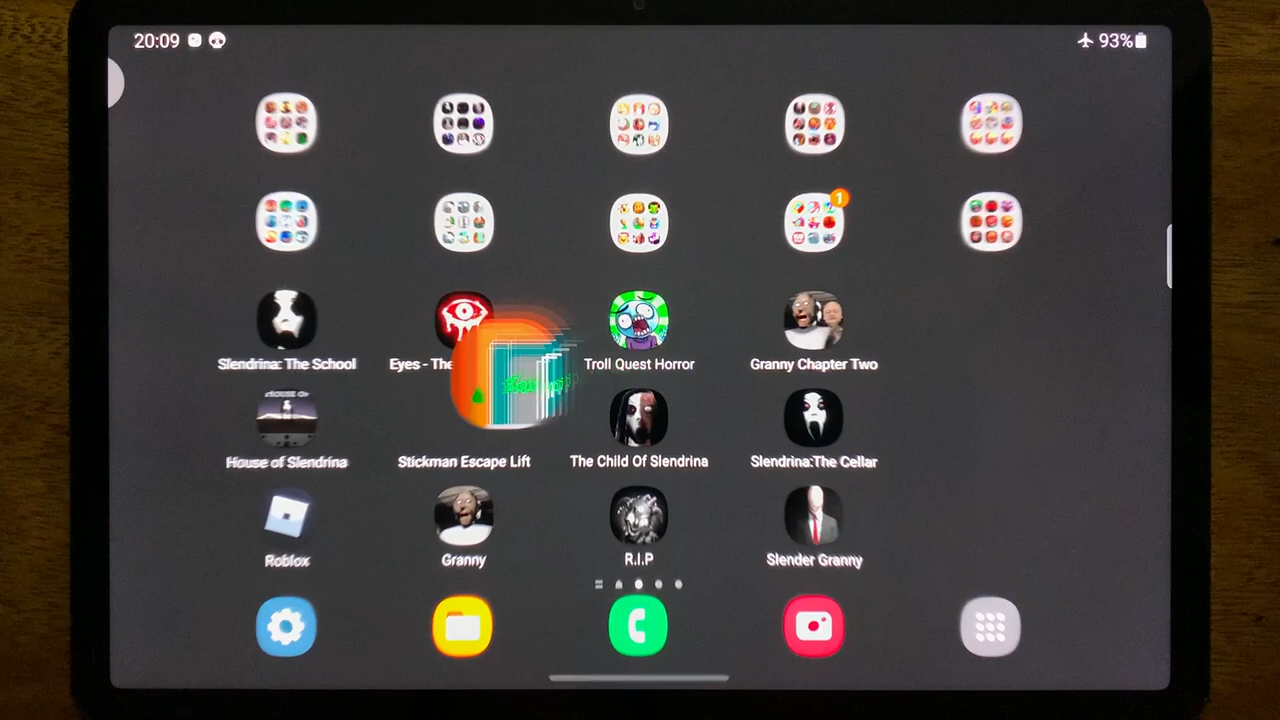 20:09 93%
1
Slendrina: The School Eyes - The Troll Quest Horror Granny Chapter Two
House of Slendrina Stickman Escape Lift The Child Of Slendrina Slendrina:The Cellar
Roblox Granny R.I.P Slender Granny